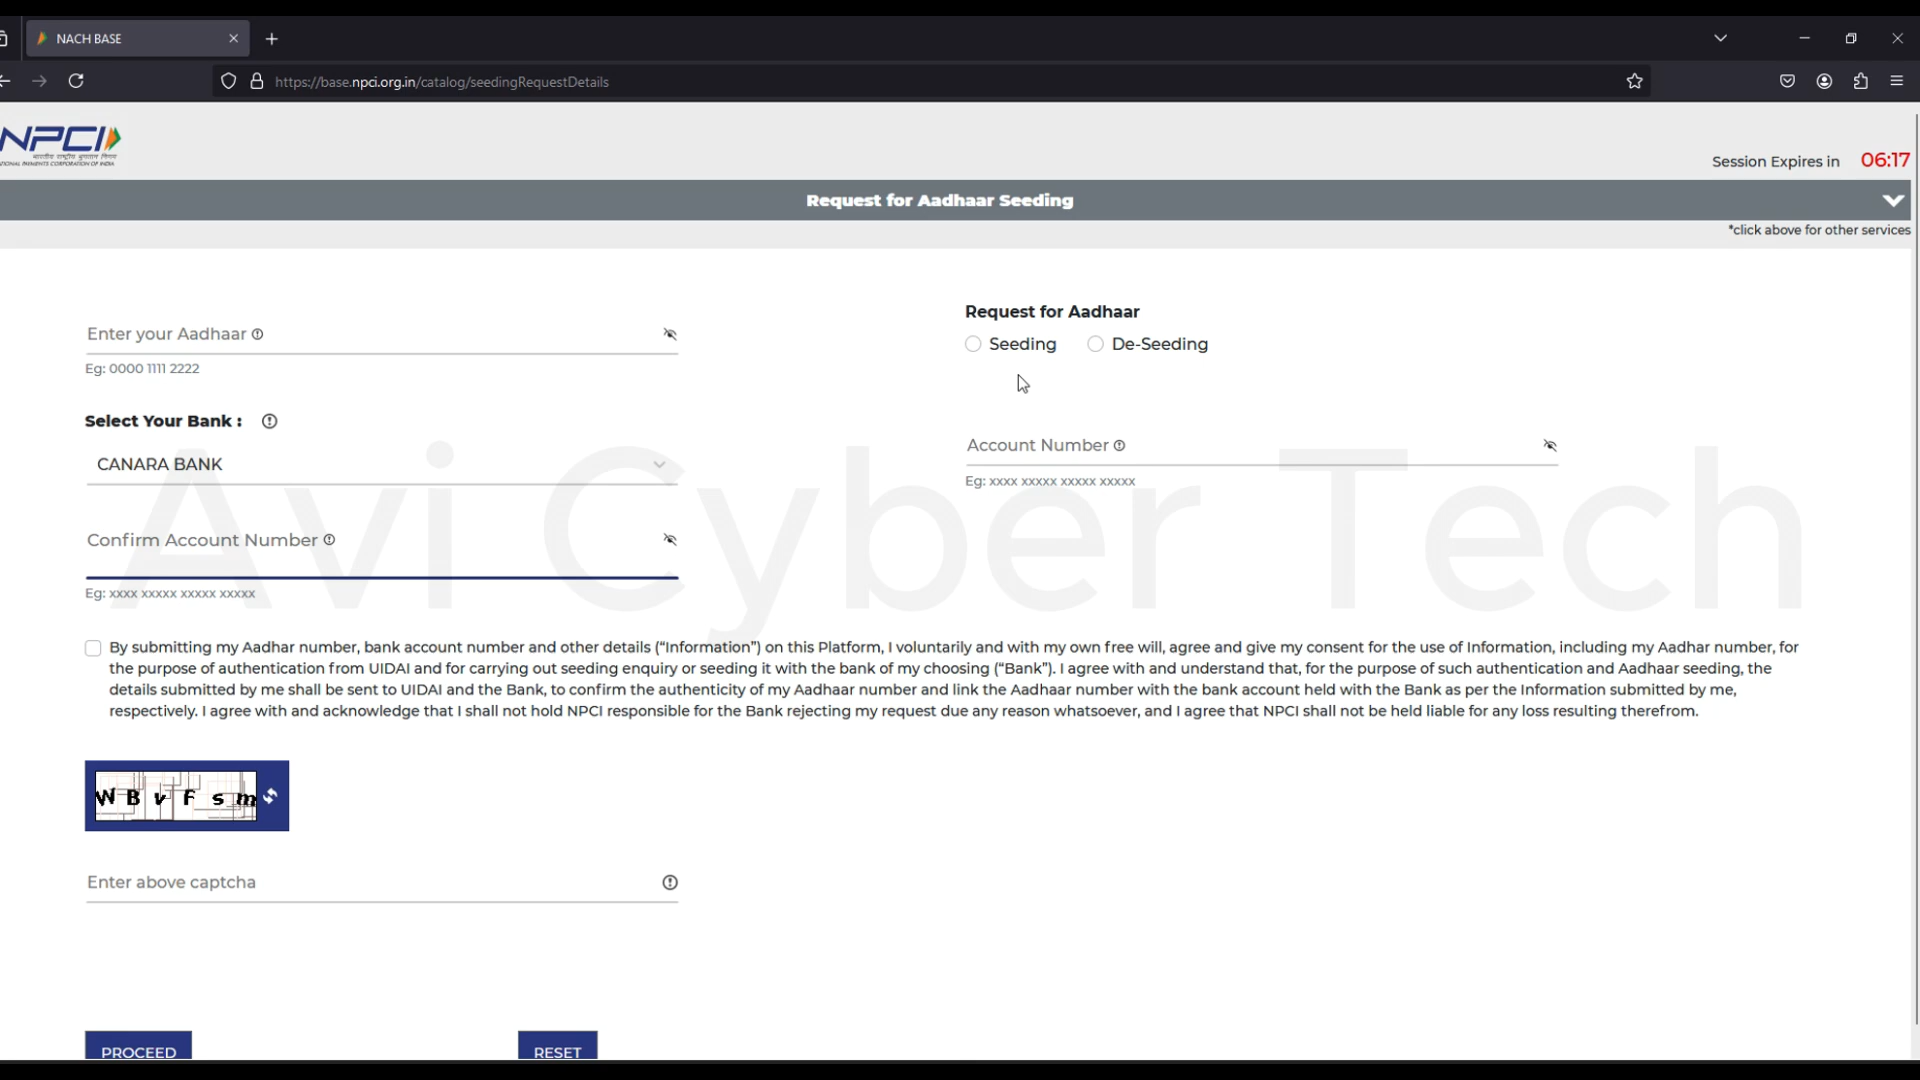 NACH BASE
https://base.npci.org.in/catalog/seedingRequestDetails
NPCI
भारतीय राष्ट्रीय भुगतान निगम
NATIONAL PAYMENTS CORPORATION OF INDIA
Session Expires in 06:17
Request for Aadhaar Seeding
*click above for other services
Enter your Aadhaar
Eg: 0000 1111 2222
Request for Aadhaar
Seeding De-Seeding
Select Your Bank :
CANARA BANK
Account Number
Eg: xxxx xxxxx xxxxx xxxxx
Avi Cyber Tech
Confirm Account Number
Eg: xxxx xxxxx xxxxx xxxxx
By submitting my Aadhar number, bank account number and other details (“Information”) on this Platform, I voluntarily and with my own free will, agree and give my consent for the use of Information, including my Aadhar number, for
the purpose of authentication from UIDAI and for carrying out seeding enquiry or seeding it with the bank of my choosing (“Bank”). I agree with and understand that, for the purpose of such authentication and Aadhaar seeding, the
details submitted by me shall be sent to UIDAI and the Bank, to confirm the authenticity of my Aadhaar number and link the Aadhaar number with the bank account held with the Bank as per the Information submitted by me,
respectively. I agree with and acknowledge that I shall not hold NPCI responsible for the Bank rejecting my request due any reason whatsoever, and I agree that NPCI shall not be held liable for any loss resulting therefrom.
W B v F s m
Enter above captcha
PROCEED RESET